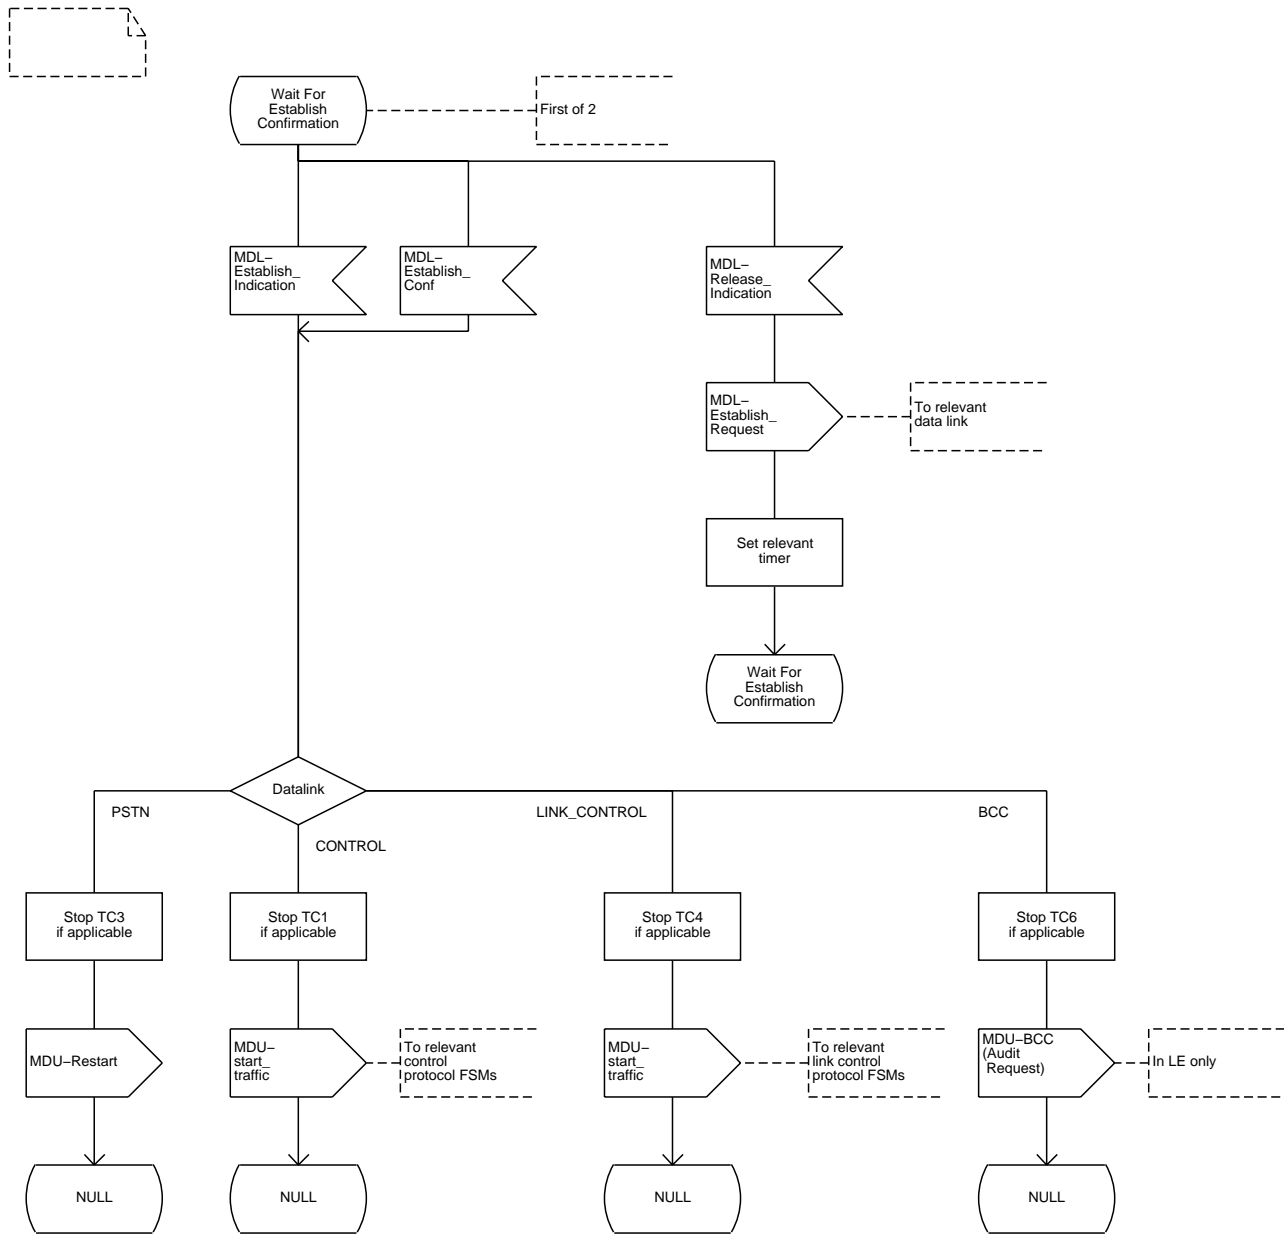 Wait For
Establish
Confirmation
First of 2
MDL−
Establish_
Indication
MDL−
Establish_
Conf
MDL−
Release_
Indication
MDL−
Establish_
Request
To relevant
data link
Set relevant
timer
Wait For
Establish
Confirmation
Datalink
PSTN
CONTROL
LINK_CONTROL
BCC
Stop TC3
if applicable
Stop TC1
if applicable
Stop TC4
if applicable
Stop TC6
if applicable
MDU−Restart
MDU−
start_
traffic
To relevant
control
protocol FSMs
MDU−
start_
traffic
To relevant
link control
protocol FSMs
MDU−BCC
(Audit
Request)
In LE only
NULL
NULL
NULL
NULL